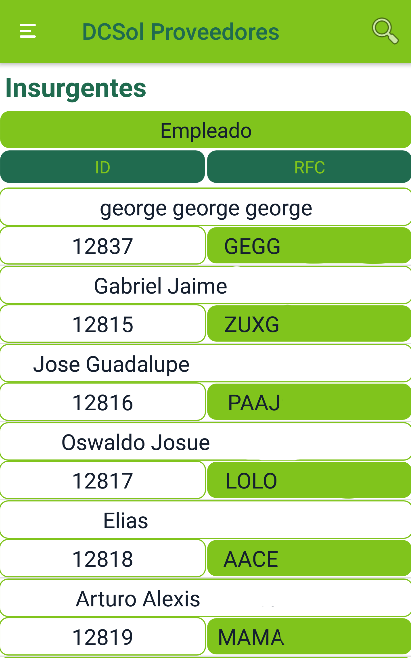 DCSol Proveedores
Insurgentes
Empleado
ID RFC
george george george
12837 GEGG
Gabriel Jaime
12815 ZUXG
Jose Guadalupe
12816 PAAJ
Oswaldo Josue
12817 LOLO
Elias
12818 AACE
Arturo Alexis
12819 MAMA